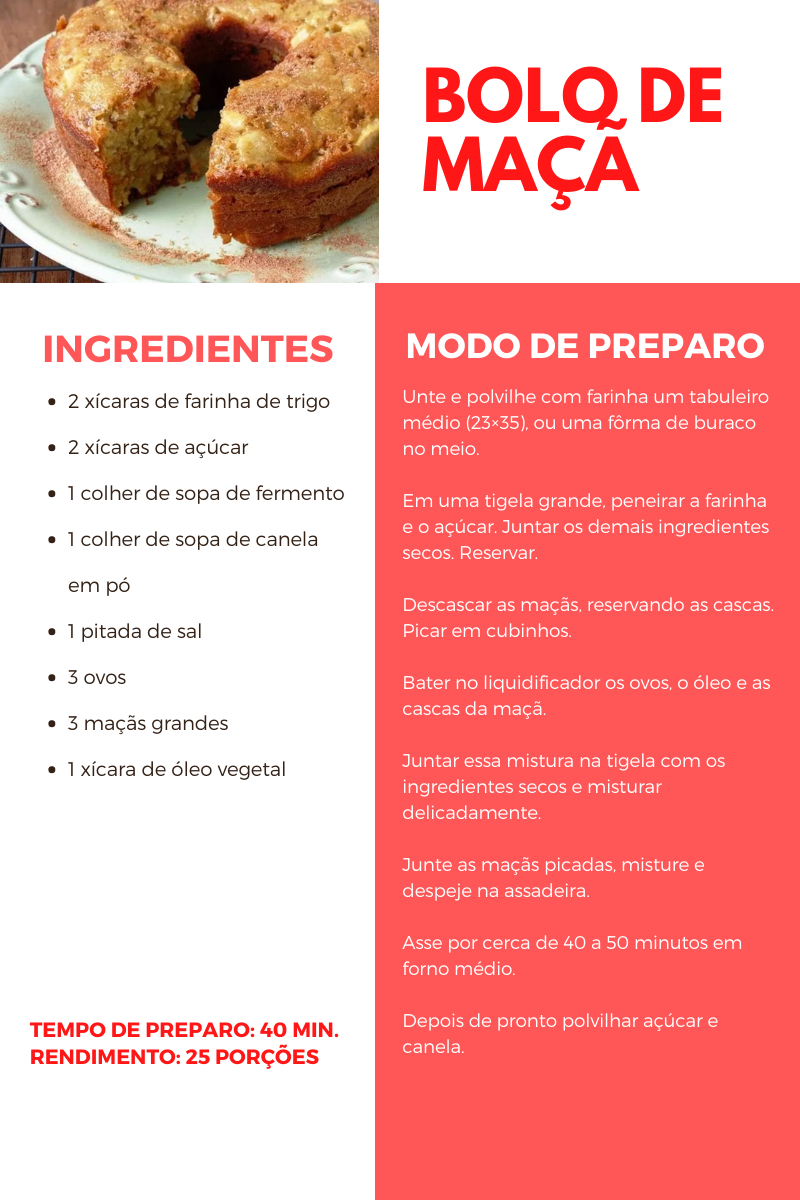 BOLO DE
MAÇÃ
INGREDIENTES
• 2 xícaras de farinha de trigo
• 2 xícaras de açúcar
• 1 colher de sopa de fermento
• 1 colher de sopa de canela
em pó
• 1 pitada de sal
• 3 ovos
• 3 maçãs grandes
• 1 xícara de óleo vegetal
TEMPO DE PREPARO: 40 MIN.
RENDIMENTO: 25 PORÇÕES
MODO DE PREPARO
Unte e polvilhe com farinha um tabuleiro
médio (23×35), ou uma fôrma de buraco
no meio.
Em uma tigela grande, peneirar a farinha
e o açúcar. Juntar os demais ingredientes
secos. Reservar.
Descascar as maçãs, reservando as cascas.
Picar em cubinhos.
Bater no liquidificador os ovos, o óleo e as
cascas da maçã.
Juntar essa mistura na tigela com os
ingredientes secos e misturar
delicadamente.
Junte as maçãs picadas, misture e
despeje na assadeira.
Asse por cerca de 40 a 50 minutos em
forno médio.
Depois de pronto polvilhar açúcar e
canela.